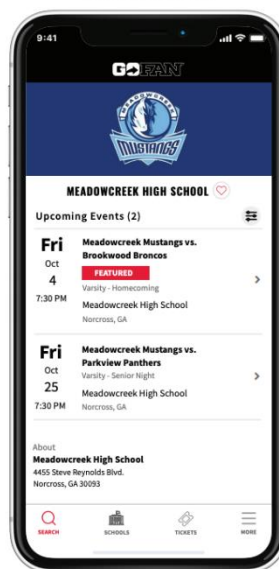 9:41
GOFAN
MEADOWCREEK
MUSTANGS
MEADOWCREEK HIGH SCHOOL
Upcoming Events (2)
Fri
Oct
4
7:30 PM
Meadowcreek Mustangs vs.
Brookwood Broncos
FEATURED
Varsity - Homecoming
Meadowcreek High School
Norcross, GA
Fri
Oct
25
7:30 PM
Meadowcreek Mustangs vs.
Parkview Panthers
Varsity - Senior Night
Meadowcreek High School
Norcross, GA
About
Meadowcreek High School
4455 Steve Reynolds Blvd.
Norcross, GA 30093
SEARCH
SCHOOLS
TICKETS
MORE